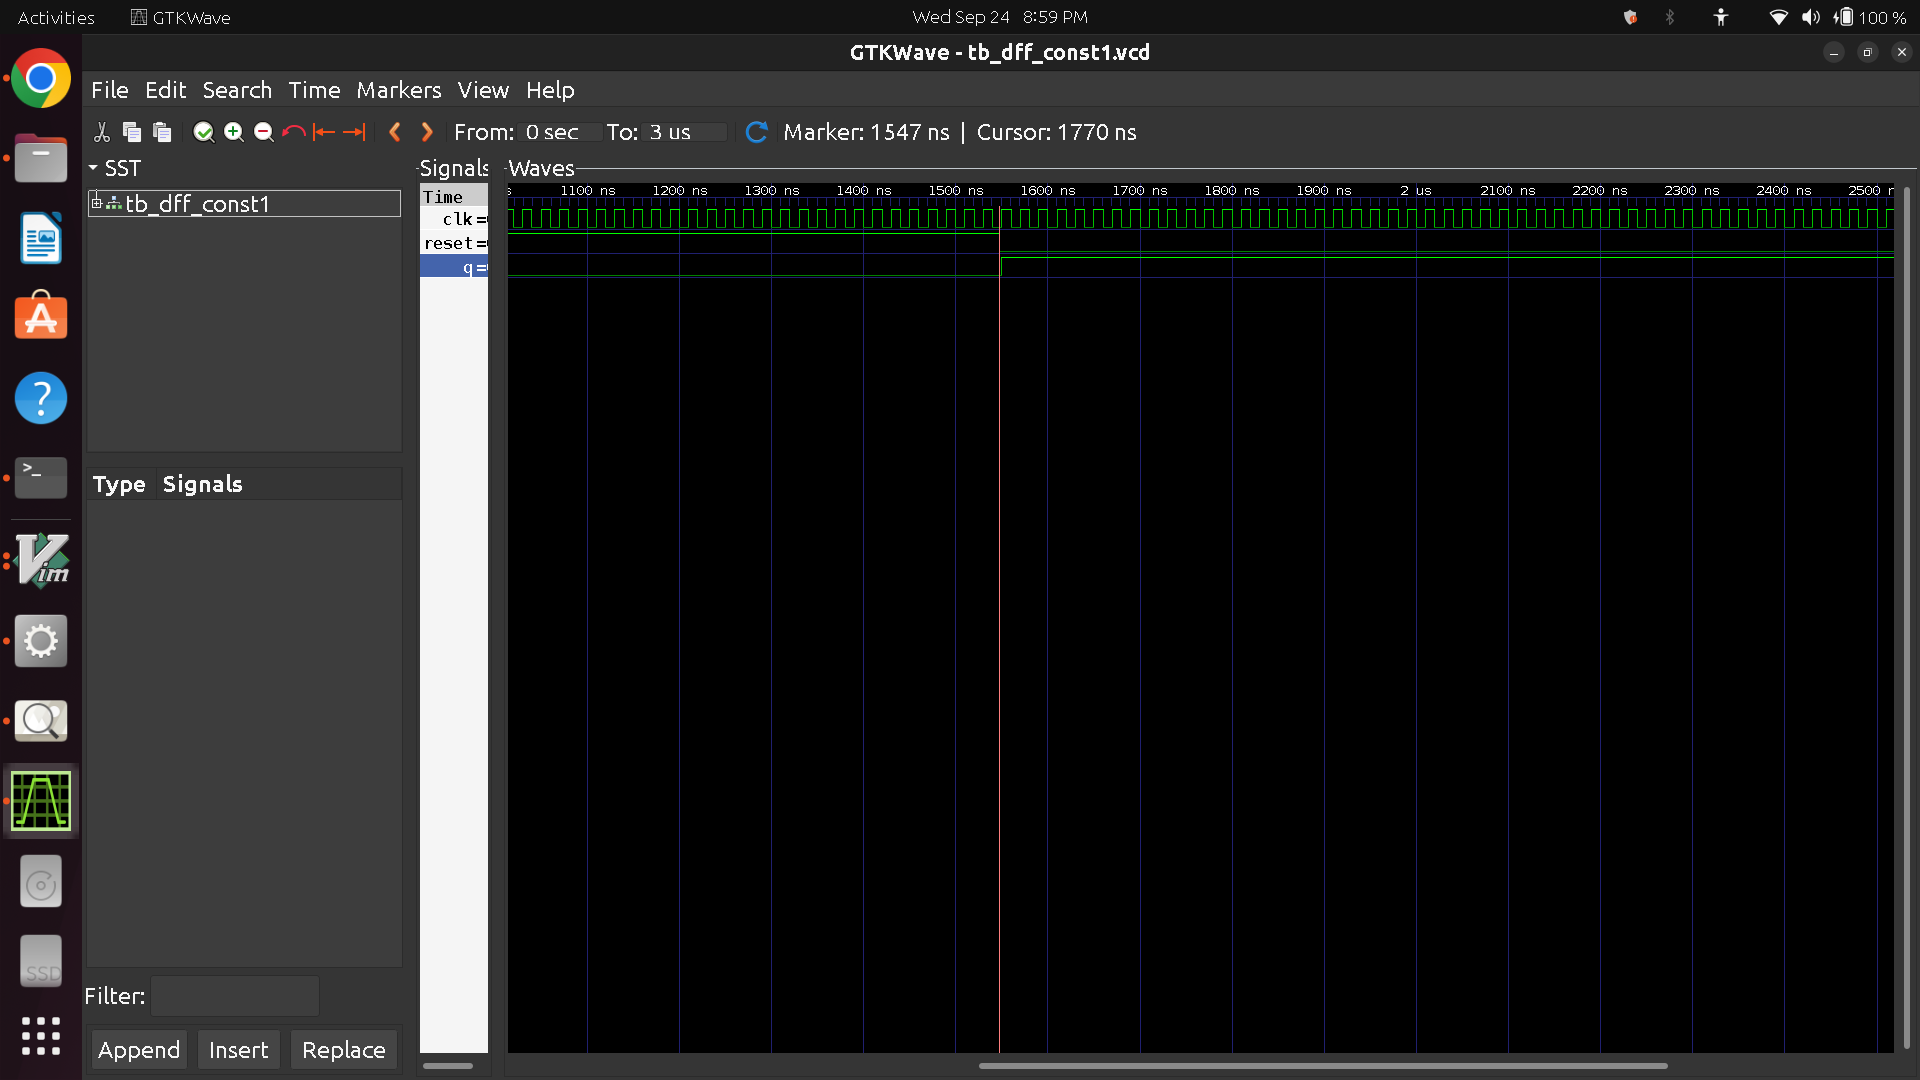 Activities GTKWave Wed Sep 24 8:59 PM 100 %
GTKWave - tb_dff_const1.vcd
File Edit Search Time Markers View Help
From: 0 sec To: 3 us Marker: 1547 ns | Cursor: 1770 ns
SST
tb_dff_const1
Type Signals
Filter:
Append Insert Replace
Signals
Time
clk =
reset =
q =
Waves
s 1100 ns 1200 ns 1300 ns 1400 ns 1500 ns 1600 ns 1700 ns 1800 ns 1900 ns 2 us 2100 ns 2200 ns 2300 ns 2400 ns 2500 n
>_
Vim
SSD
A
?